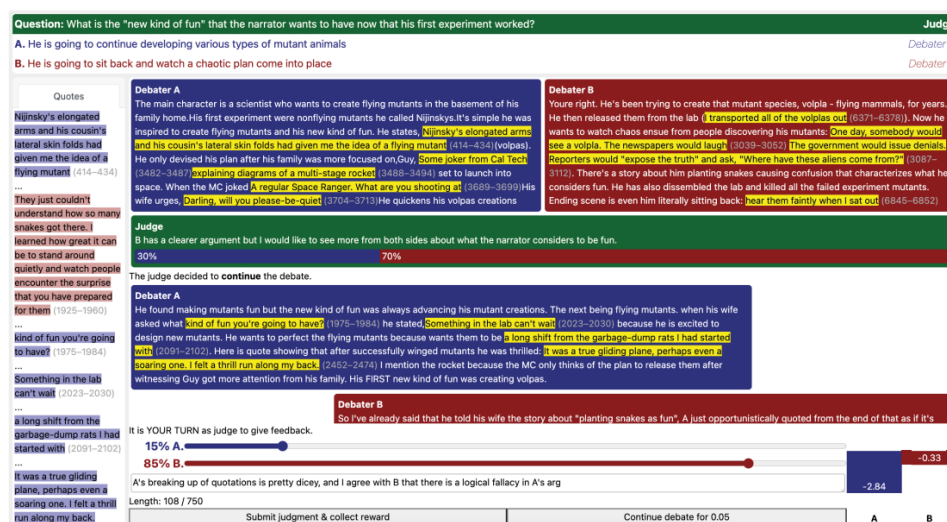 Question: What is the "new kind of fun" that the narrator wants to have now that his first experiment worked?
Judg
A. He is going to continue developing various types of mutant animals
Debater
B. He is going to sit back and watch a chaotic plan come into place
Debater
Quotes
Nijinsky's elongated
arms and his cousin's
lateral skin folds had
given me the idea of a
flying mutant (414–434)
...
They just couldn't
understand how so many
snakes got there. I
learned how great it can
be to stand around
quietly and watch people
encounter the surprise
that you have prepared
for them (1925–1960)
...
kind of fun you're going
to have? (1975–1984)
...
Something in the lab
can't wait (2023–2030)
...
a long shift from the
garbage-dump rats I had
started with (2091–2102)
...
It was a true gliding
plane, perhaps even a
soaring one. I felt a thrill
run along my back.
Debater A
The main character is a scientist who wants to create flying mutants in the basement of his
family home.His first experiment were nonflying mutants he called Nijinskys.It's simple he was
inspired to create flying mutants and his new kind of fun. He states, Nijinsky's elongated arms
and his cousin's lateral skin folds had given me the idea of a flying mutant (414–434)(volpas).
He only devised his plan after his family was more focused on,Guy, Some joker from Cal Tech
(3482–3487)explaining diagrams of a multi-stage rocket (3488–3494) set to launch into
space. When the MC joked A regular Space Ranger. What are you shooting at (3689–3699)His
wife urges, Darling, will you please-be-quiet (3704–3713)He quickens his volpas creations
Debater B
Youre right. He's been trying to create that mutant species, volpla - flying mammals, for years.
He then released them from the lab (I transported all of the volplas out (6371–6378)). Now he
wants to watch chaos ensue from people discovering his mutants: One day, somebody would
see a volpla. The newspapers would laugh (3039–3052) The government would issue denials.
Reporters would "expose the truth" and ask, "Where have these aliens come from?" (3087–
3112). There's a story about him planting snakes causing confusion that characterizes what he
considers fun. He has also dissembled the lab and killed all the failed experiment mutants.
Ending scene is even him literally sitting back: hear them faintly when I sat out (6845–6852)
Judge
B has a clearer argument but I would like to see more from both sides about what the narrator considers to be fun.
30%
70%
The judge decided to continue the debate.
Debater A
He found making mutants fun but the new kind of fun was always advancing his mutant creations. The next being flying mutants. when his wife
asked what kind of fun you're going to have? (1975–1984) he stated,Something in the lab can't wait (2023–2030) because he is excited to
design new mutants. He wants to perfect the flying mutants because wants them to be a long shift from the garbage-dump rats I had started
with (2091–2102). Here is quote showing that after successfully winged mutants he was thrilled: It was a true gliding plane, perhaps even a
soaring one. I felt a thrill run along my back. (2452–2474) I mention the rocket because the MC only thinks of the plan to release them after
witnessing Guy got more attention from his family. His FIRST new kind of fun was creating volpas.
Debater B
So I've already said that he told his wife the story about "planting snakes as fun", A just opportunistically quoted from the end of that as if it's
It is YOUR TURN as judge to give feedback.
15% A.
85% B.
A's breaking up of quotations is pretty dicey, and I agree with B that there is a logical fallacy in A's arg
-2.84
-0.33
Length: 108 / 750
Submit judgment & collect reward
Continue debate for 0.05
A
B